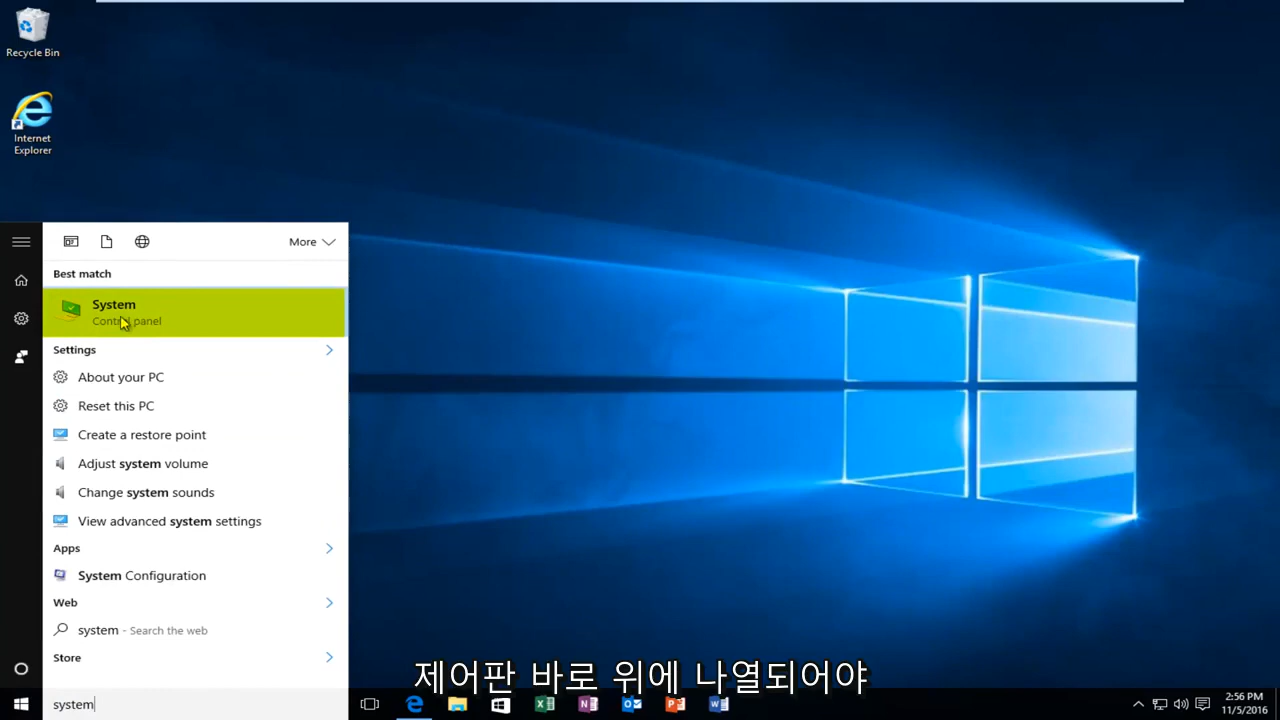 Recycle Bin
Internet
Explorer
More
Best match
System
Control panel
Settings
About your PC
Reset this PC
Create a restore point
Adjust system volume
Change system sounds
View advanced system settings
Apps
System Configuration
Web
system - Search the web
Store
제어판 바로 위에 나열되어야
system
2:56 PM
11/5/2016